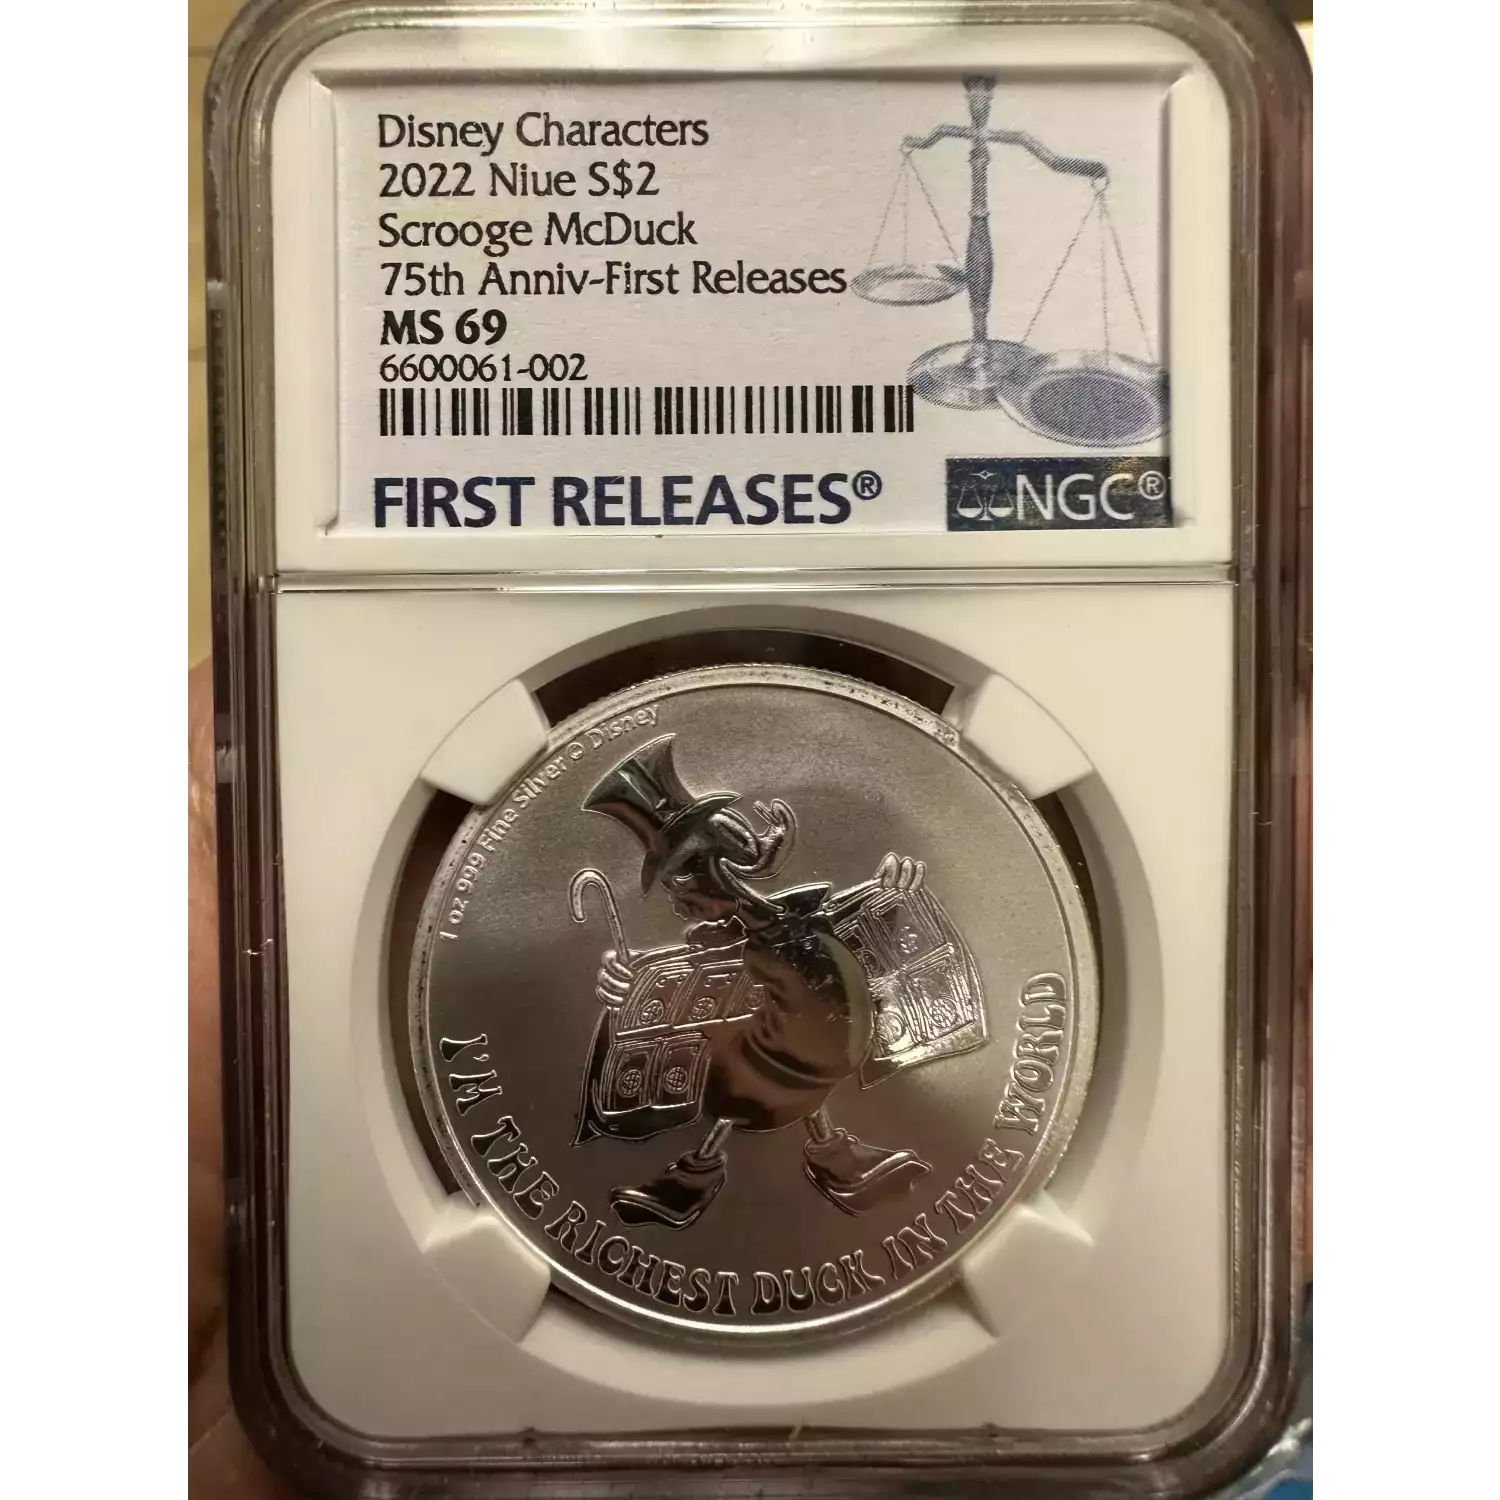 Disney Characters
2022 Niue S$2
Scrooge McDuck
75th Anniv-First Releases
MS 69
6600061-002
FIRST RELEASES®
NGC®
1 oz 999 Fine Silver © Disney
I'M THE RICHEST DUCK IN THE WORLD